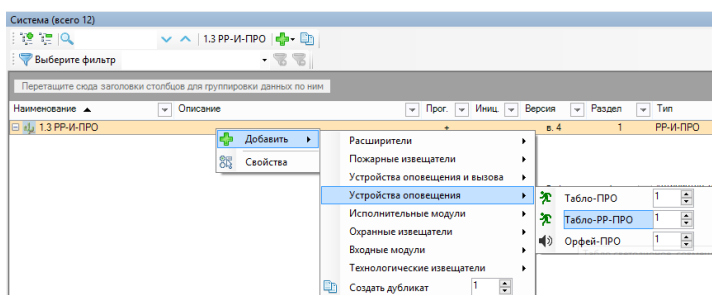 Система (всего 12)
1.3 РР-И-ПРО
Выберите фильтр
Перетащите сюда заголовки столбцов для группировки данных по ним
Наименование Описание Прог. Иниц. Версия Раздел Тип
1.3 РР-И-ПРО + в. 4 1 РР-И-ПРО
Добавить
Свойства
Расширители
Пожарные извещатели
Устройства оповещения и вызова
Устройства оповещения
Исполнительные модули
Охранные извещатели
Входные модули
Технологические извещатели
Создать дубликат 1
Табло-ПРО 1
Табло-РР-ПРО 1
Орфей-ПРО 1